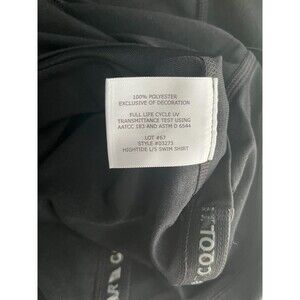 100% POLYESTER
EXCLUSIVE OF DECORATION
FULL LIFE CYCLE UV
TRANSMITTANCE TEST USING
AATCC 183 AND ASTM D 6544
LOT #67
STYLE #03273
HIGHTIDE L/S SWIM SHIRT
COOL